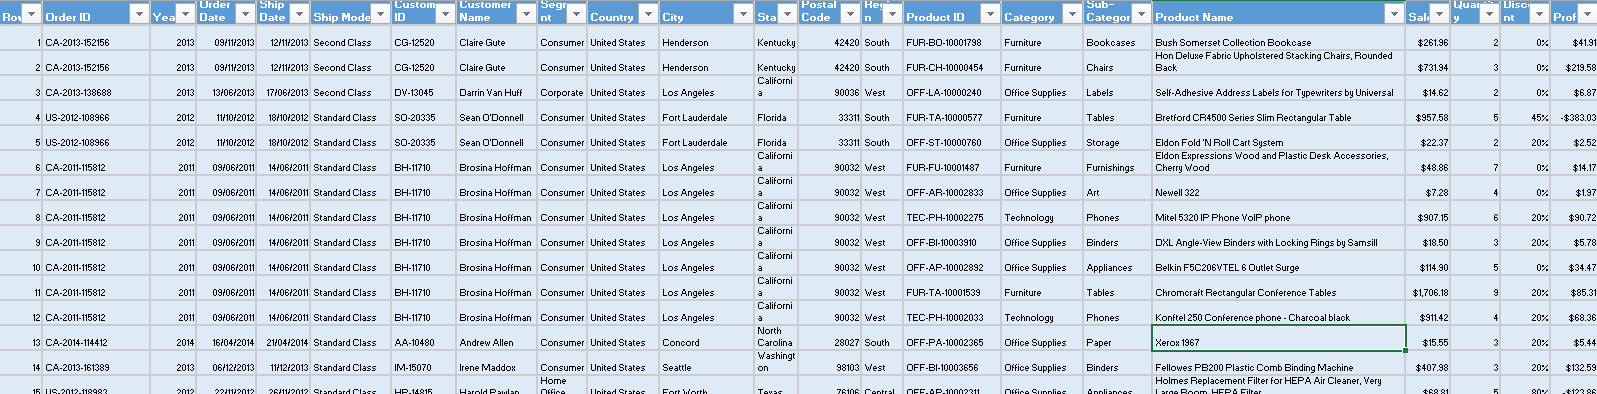 Row Order ID Year Order Date Ship Date Ship Mode Custom ID Customer Name Segm nt Country City Sta Postal Code Regi n Product ID Category Sub-Categor Product Name Sale Quantit y Disco nt Prof
1 CA-2013-152156 2013 09/11/2013 12/11/2013 Second Class CG-12520 Claire Gute Consumer United States Henderson Kentucky 42420 South FUR-BO-10001798 Furniture Bookcases Bush Somerset Collection Bookcase $261.96 2 0% $41.91
2 CA-2013-152156 2013 09/11/2013 12/11/2013 Second Class CG-12520 Claire Gute Consumer United States Henderson Kentucky 42420 South FUR-CH-10000454 Furniture Chairs Hon Deluxe Fabric Upholstered Stacking Chairs, Rounded Back $731.94 3 0% $219.58
3 CA-2013-138688 2013 13/06/2013 17/06/2013 Second Class DV-13045 Darrin Van Huff Corporate United States Los Angeles Californi a 90036 West OFF-LA-10000240 Office Supplies Labels Self-Adhesive Address Labels for Typewriters by Universal $14.62 2 0% $6.87
4 US-2012-108966 2012 11/10/2012 18/10/2012 Standard Class SO-20335 Sean O'Donnell Consumer United States Fort Lauderdale Florida 33311 South FUR-TA-10000577 Furniture Tables Bretford CR4500 Series Slim Rectangular Table $957.58 5 45% -$383.03
5 US-2012-108966 2012 11/10/2012 18/10/2012 Standard Class SO-20335 Sean O'Donnell Consumer United States Fort Lauderdale Florida 33311 South OFF-ST-10000760 Office Supplies Storage Eldon Fold 'N Roll Cart System $22.37 2 20% $2.52
6 CA-2011-115812 2011 09/06/2011 14/06/2011 Standard Class BH-11710 Brosina Hoffman Consumer United States Los Angeles Californi a 90032 West FUR-FU-10001487 Furniture Furnishings Eldon Expressions Wood and Plastic Desk Accessories, Cherry Wood $48.86 7 0% $14.17
7 CA-2011-115812 2011 09/06/2011 14/06/2011 Standard Class BH-11710 Brosina Hoffman Consumer United States Los Angeles Californi a 90032 West OFF-AR-10002833 Office Supplies Art Newell 322 $7.28 4 0% $1.97
8 CA-2011-115812 2011 09/06/2011 14/06/2011 Standard Class BH-11710 Brosina Hoffman Consumer United States Los Angeles Californi a 90032 West TEC-PH-10002275 Technology Phones Mitel 5320 IP Phone VoIP phone $907.15 6 20% $90.72
9 CA-2011-115812 2011 09/06/2011 14/06/2011 Standard Class BH-11710 Brosina Hoffman Consumer United States Los Angeles Californi a 90032 West OFF-BI-10003910 Office Supplies Binders DXL Angle-View Binders with Locking Rings by Samsill $18.50 3 20% $5.78
10 CA-2011-115812 2011 09/06/2011 14/06/2011 Standard Class BH-11710 Brosina Hoffman Consumer United States Los Angeles Californi a 90032 West OFF-AP-10002892 Office Supplies Appliances Belkin F5C206VTEL 6 Outlet Surge $114.90 5 0% $34.47
11 CA-2011-115812 2011 09/06/2011 14/06/2011 Standard Class BH-11710 Brosina Hoffman Consumer United States Los Angeles Californi a 90032 West FUR-TA-10001539 Furniture Tables Chromcraft Rectangular Conference Tables $1,706.18 9 20% $85.31
12 CA-2011-115812 2011 09/06/2011 14/06/2011 Standard Class BH-11710 Brosina Hoffman Consumer United States Los Angeles Californi a 90032 West TEC-PH-10002033 Technology Phones Konftel 250 Conference phone - Charcoal black $911.42 4 20% $68.36
13 CA-2014-114412 2014 16/04/2014 21/04/2014 Standard Class AA-10480 Andrew Allen Consumer United States Concord North Carolina 28027 South OFF-PA-10002365 Office Supplies Paper Xerox 1967 $15.55 3 20% $5.44
14 CA-2013-161389 2013 06/12/2013 11/12/2013 Standard Class IM-15070 Irene Maddox Consumer United States Seattle Washingt on 98103 West OFF-BI-10003656 Office Supplies Binders Fellowes PB200 Plastic Comb Binding Machine $407.98 3 20% $132.59
15 US-2012-118983 2012 22/11/2012 26/11/2012 Standard Class HP-14815 Harold Pawlan Home Office United States Fort Worth Texas 76106 Central OFF-AP-10002311 Office Supplies Appliances Holmes Replacement Filter for HEPA Air Cleaner, Very Large Room, HEPA Filter $68.81 5 80% -$123.86